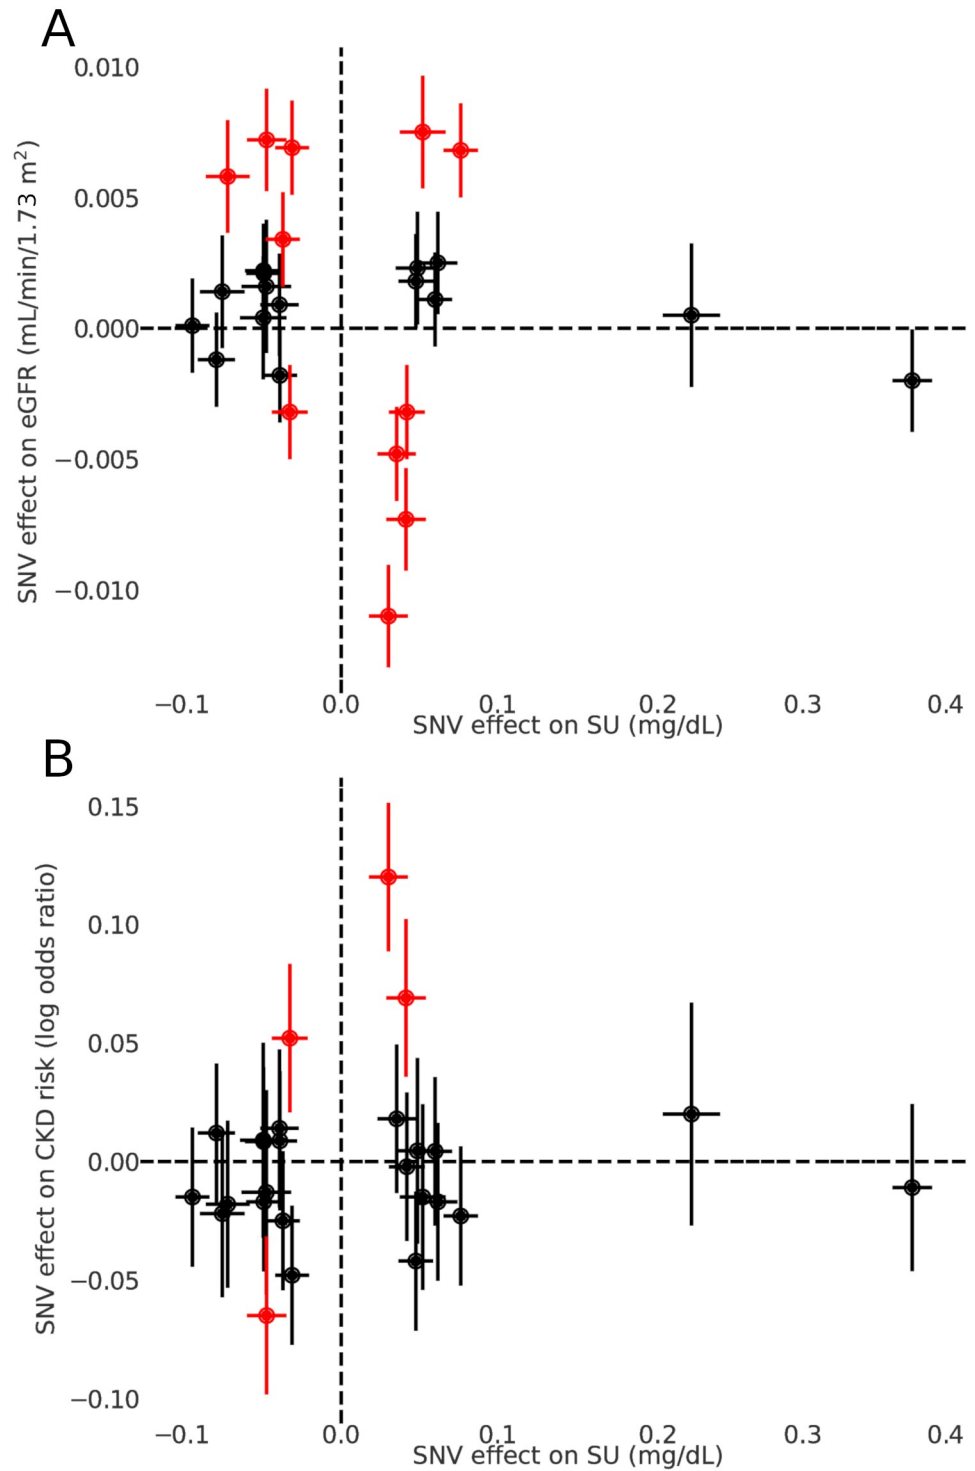 A
SNV effect on eGFR (mL/min/1.73 m²)
0.010
0.005
0.000
−0.005
−0.010
−0.1 0.0 0.1 0.2 0.3 0.4
SNV effect on SU (mg/dL)
B
SNV effect on CKD risk (log odds ratio)
0.15
0.10
0.05
0.00
−0.05
−0.10
−0.1 0.0 0.1 0.2 0.3 0.4
SNV effect on SU (mg/dL)